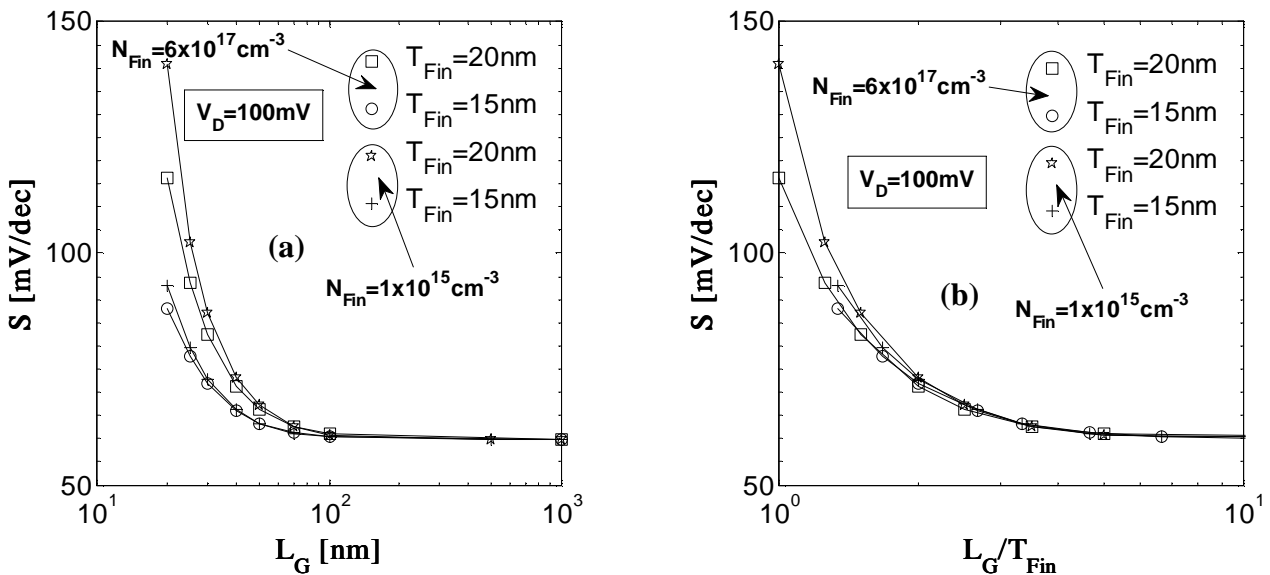 150
100
50
S [mV/dec]
N_Fin=6x10^17cm^-3
V_D=100mV
T_Fin=20nm
T_Fin=15nm
T_Fin=20nm
T_Fin=15nm
(a)
N_Fin=1x10^15cm^-3
10^1
10^2
10^3
L_G [nm]
150
100
50
S [mV/dec]
N_Fin=6x10^17cm^-3
V_D=100mV
T_Fin=20nm
T_Fin=15nm
T_Fin=20nm
T_Fin=15nm
(b)
N_Fin=1x10^15cm^-3
10^0
10^1
L_G/T_Fin